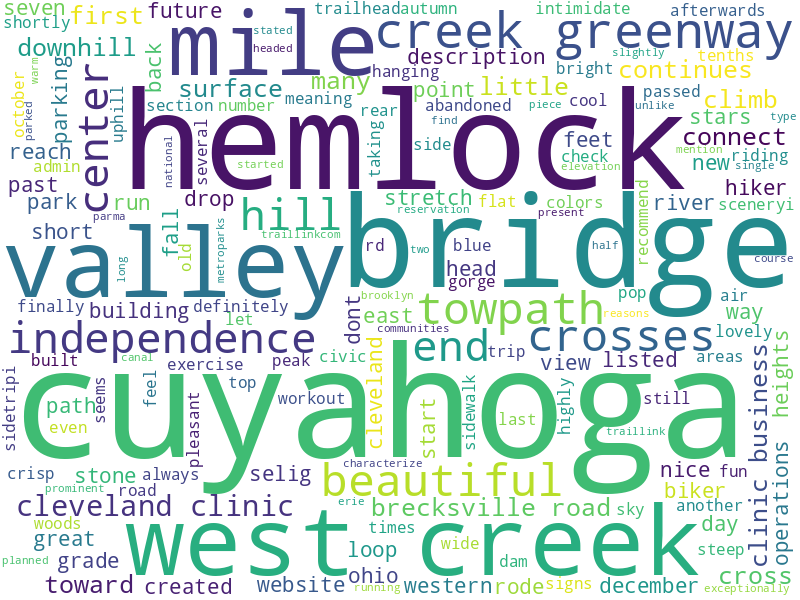 seven
shortly
downhill
first
future
trailhead
autumn
intimidate
afterwards
mile
stated
headed
creek
greenway
slightly
tenths
october
parked
warm
parking
uphill
center
back
surface
section
number
many
description
hanging
meaning
rear
point
little
abandoned
bright
continues
passed
climb
cool
piece
unlike
stars
type
hemlock
national
several
started
taking
side
find
feet
check
elevation
connect
mention
new
riding
single
reach
admin
past
park
run
drop
hill
fall
old
parma
long
metroparks
traillinkcom
stretch
reservation
flat
colors
present
river
recommend
hiker
sceneryi
short
valley
bridge
rd
blue
head
gorge
two
half
course
finally
building
definitely
let
dont
east
brooklyn
towpath
pop
air
reasons
way
lovely
independence
communities
crosses
end
trip
view
listed
areas
built
canal
exercise
peak
civic
sidetripi
path
even
seems
feel
top
workout
pleasant
cleveland
start
sidewalk
last
highly
still
traillink
clinic business
heights
cuyahoga
crisp
stone
always
selig
characterize
beautiful
nice
fun
prominent
road
erie
biker
another
operations
cleveland clinic
brecksville road
sky
woods
great
times
wide
dam
day
steep
grade
loop
west creek
planned
toward
created
website
ohio
running
western
rode
signs
december
cross
exceptionally